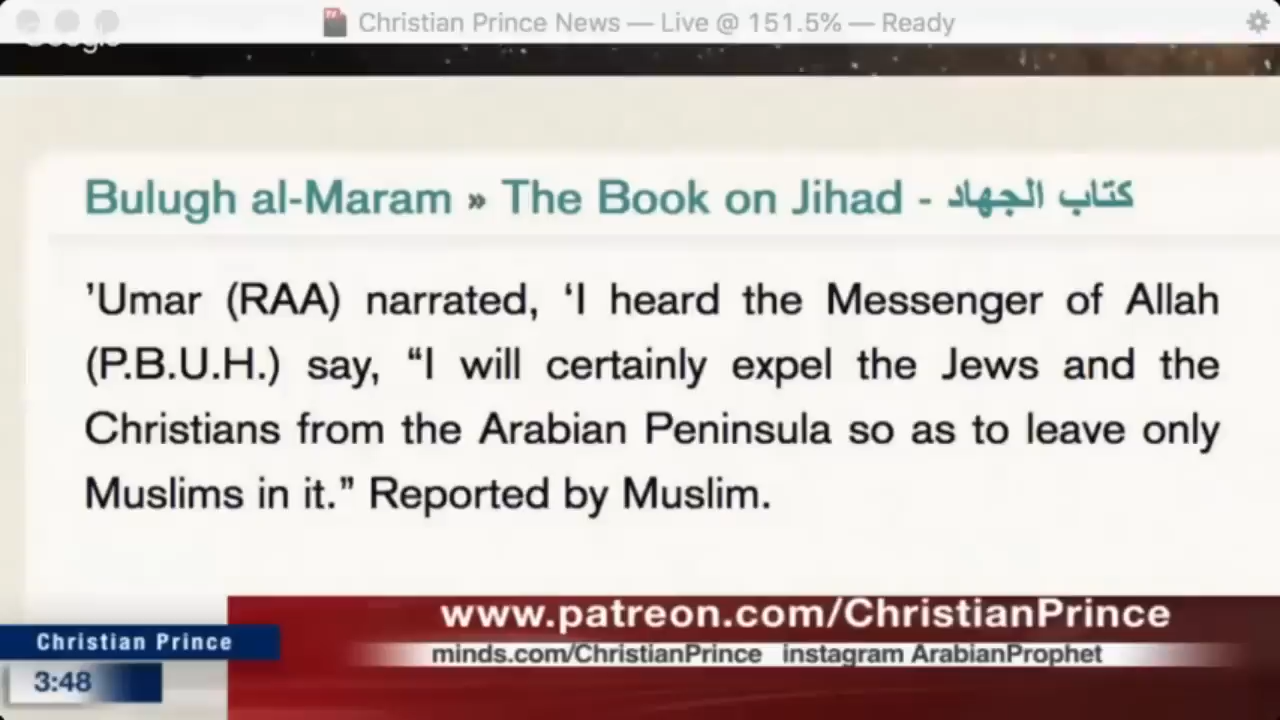 Christian Prince News — Live @ 151.5% — Ready
Google
Bulugh al-Maram » The Book on Jihad - كتاب الجهاد
’Umar (RAA) narrated, ‘I heard the Messenger of Allah
(P.B.U.H.) say, “I will certainly expel the Jews and the
Christians from the Arabian Peninsula so as to leave only
Muslims in it.” Reported by Muslim.
www.patreon.com/ChristianPrince
Christian Prince
minds.com/ChristianPrince instagram ArabianProphet
3:48